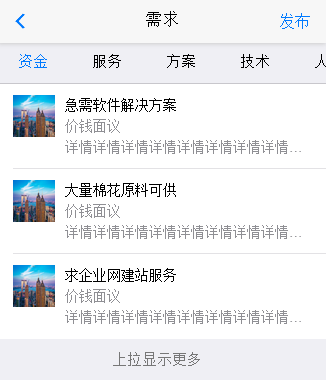 需求
发布
资金 服务 方案 技术 人
急需软件解决方案
价钱面议
详情详情详情详情详情详情详情详情...
大量棉花原料可供
价钱面议
详情详情详情详情详情详情详情详情...
求企业网建站服务
价钱面议
详情详情详情详情详情详情详情详情...
上拉显示更多